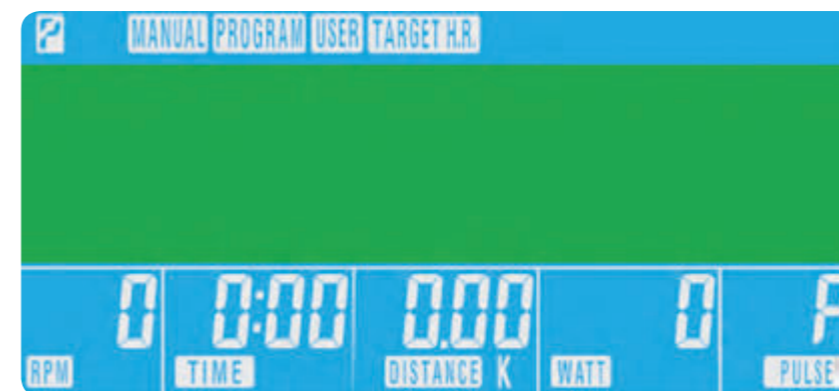 P MANUAL PROGRAM USER TARGET H.R.
0 0:00 0.00 0 P
RPM TIME DISTANCE K WATT PULSE